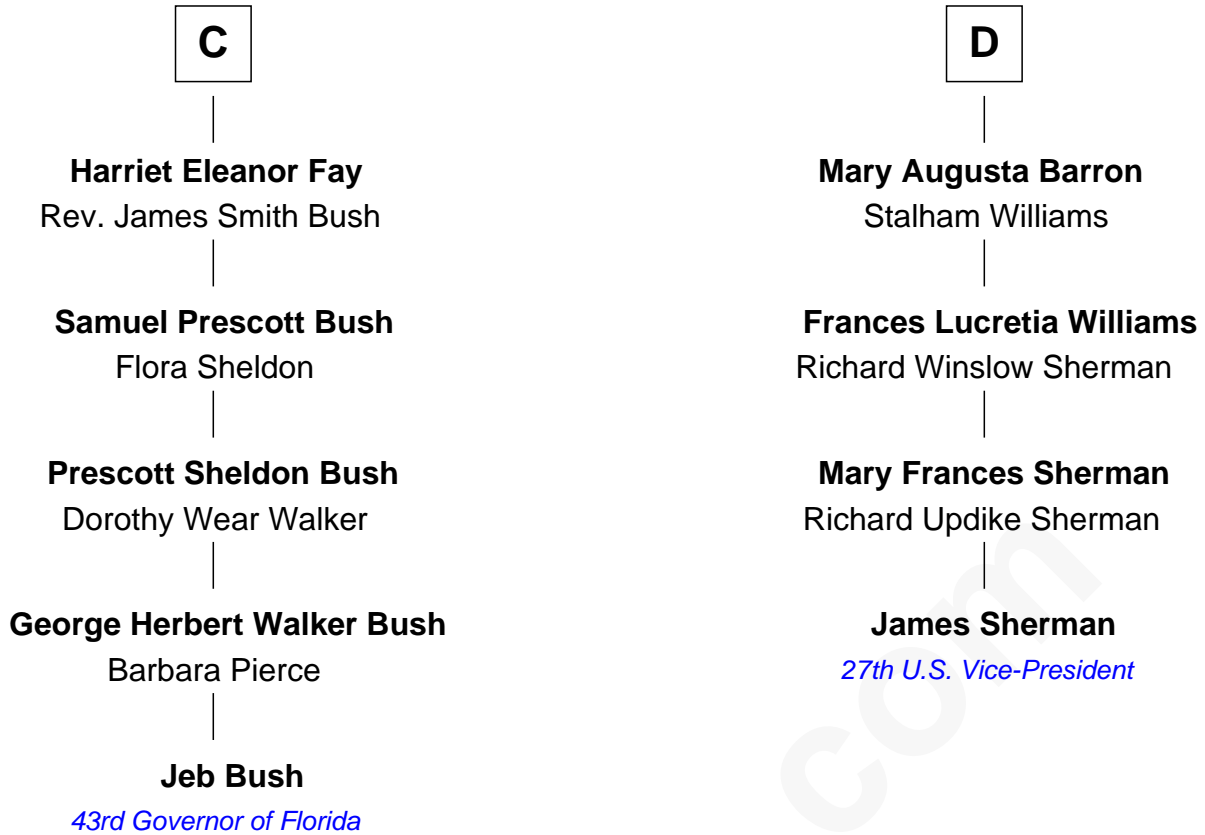 C
Harriet Eleanor Fay
Rev. James Smith Bush
Samuel Prescott Bush
Flora Sheldon
Prescott Sheldon Bush
Dorothy Wear Walker
George Herbert Walker Bush
Barbara Pierce
Jeb Bush
43rd Governor of Florida
D
Mary Augusta Barron
Stalham Williams
Frances Lucretia Williams
Richard Winslow Sherman
Mary Frances Sherman
Richard Updike Sherman
James Sherman
27th U.S. Vice-President
com